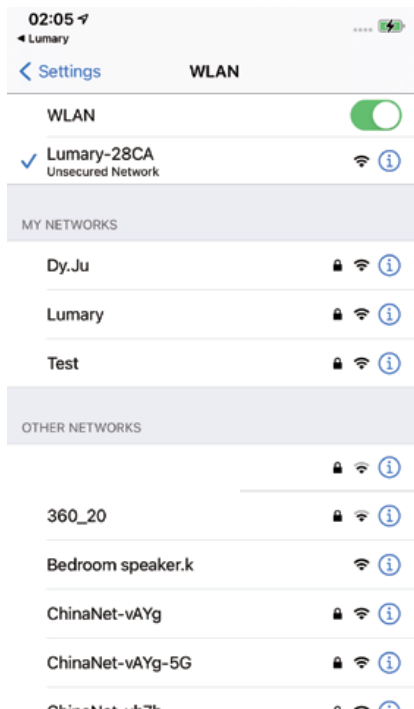 02:05
Lumary
Settings
WLAN
WLAN
Lumary-28CA
Unsecured Network
MY NETWORKS
Dy.Ju
Lumary
Test
OTHER NETWORKS
360_20
Bedroom speaker.k
ChinaNet-vAYg
ChinaNet-vAYg-5G